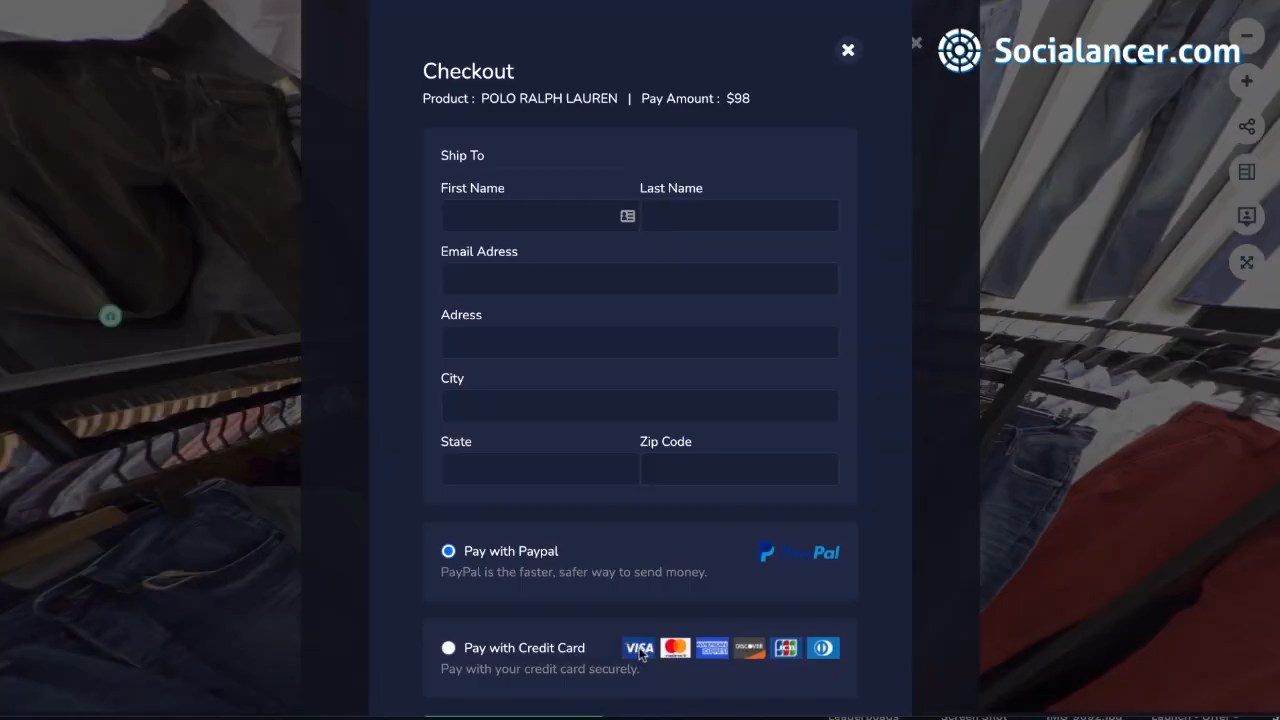 Socialancer.com
Checkout
Product : POLO RALPH LAUREN | Pay Amount : $98
Ship To
First Name Last Name
Email Adress
Adress
City
State Zip Code
Pay with Paypal PayPal
PayPal is the faster, safer way to send money.
Pay with Credit Card VISA DISCOVER JCB
Pay with your credit card securely.